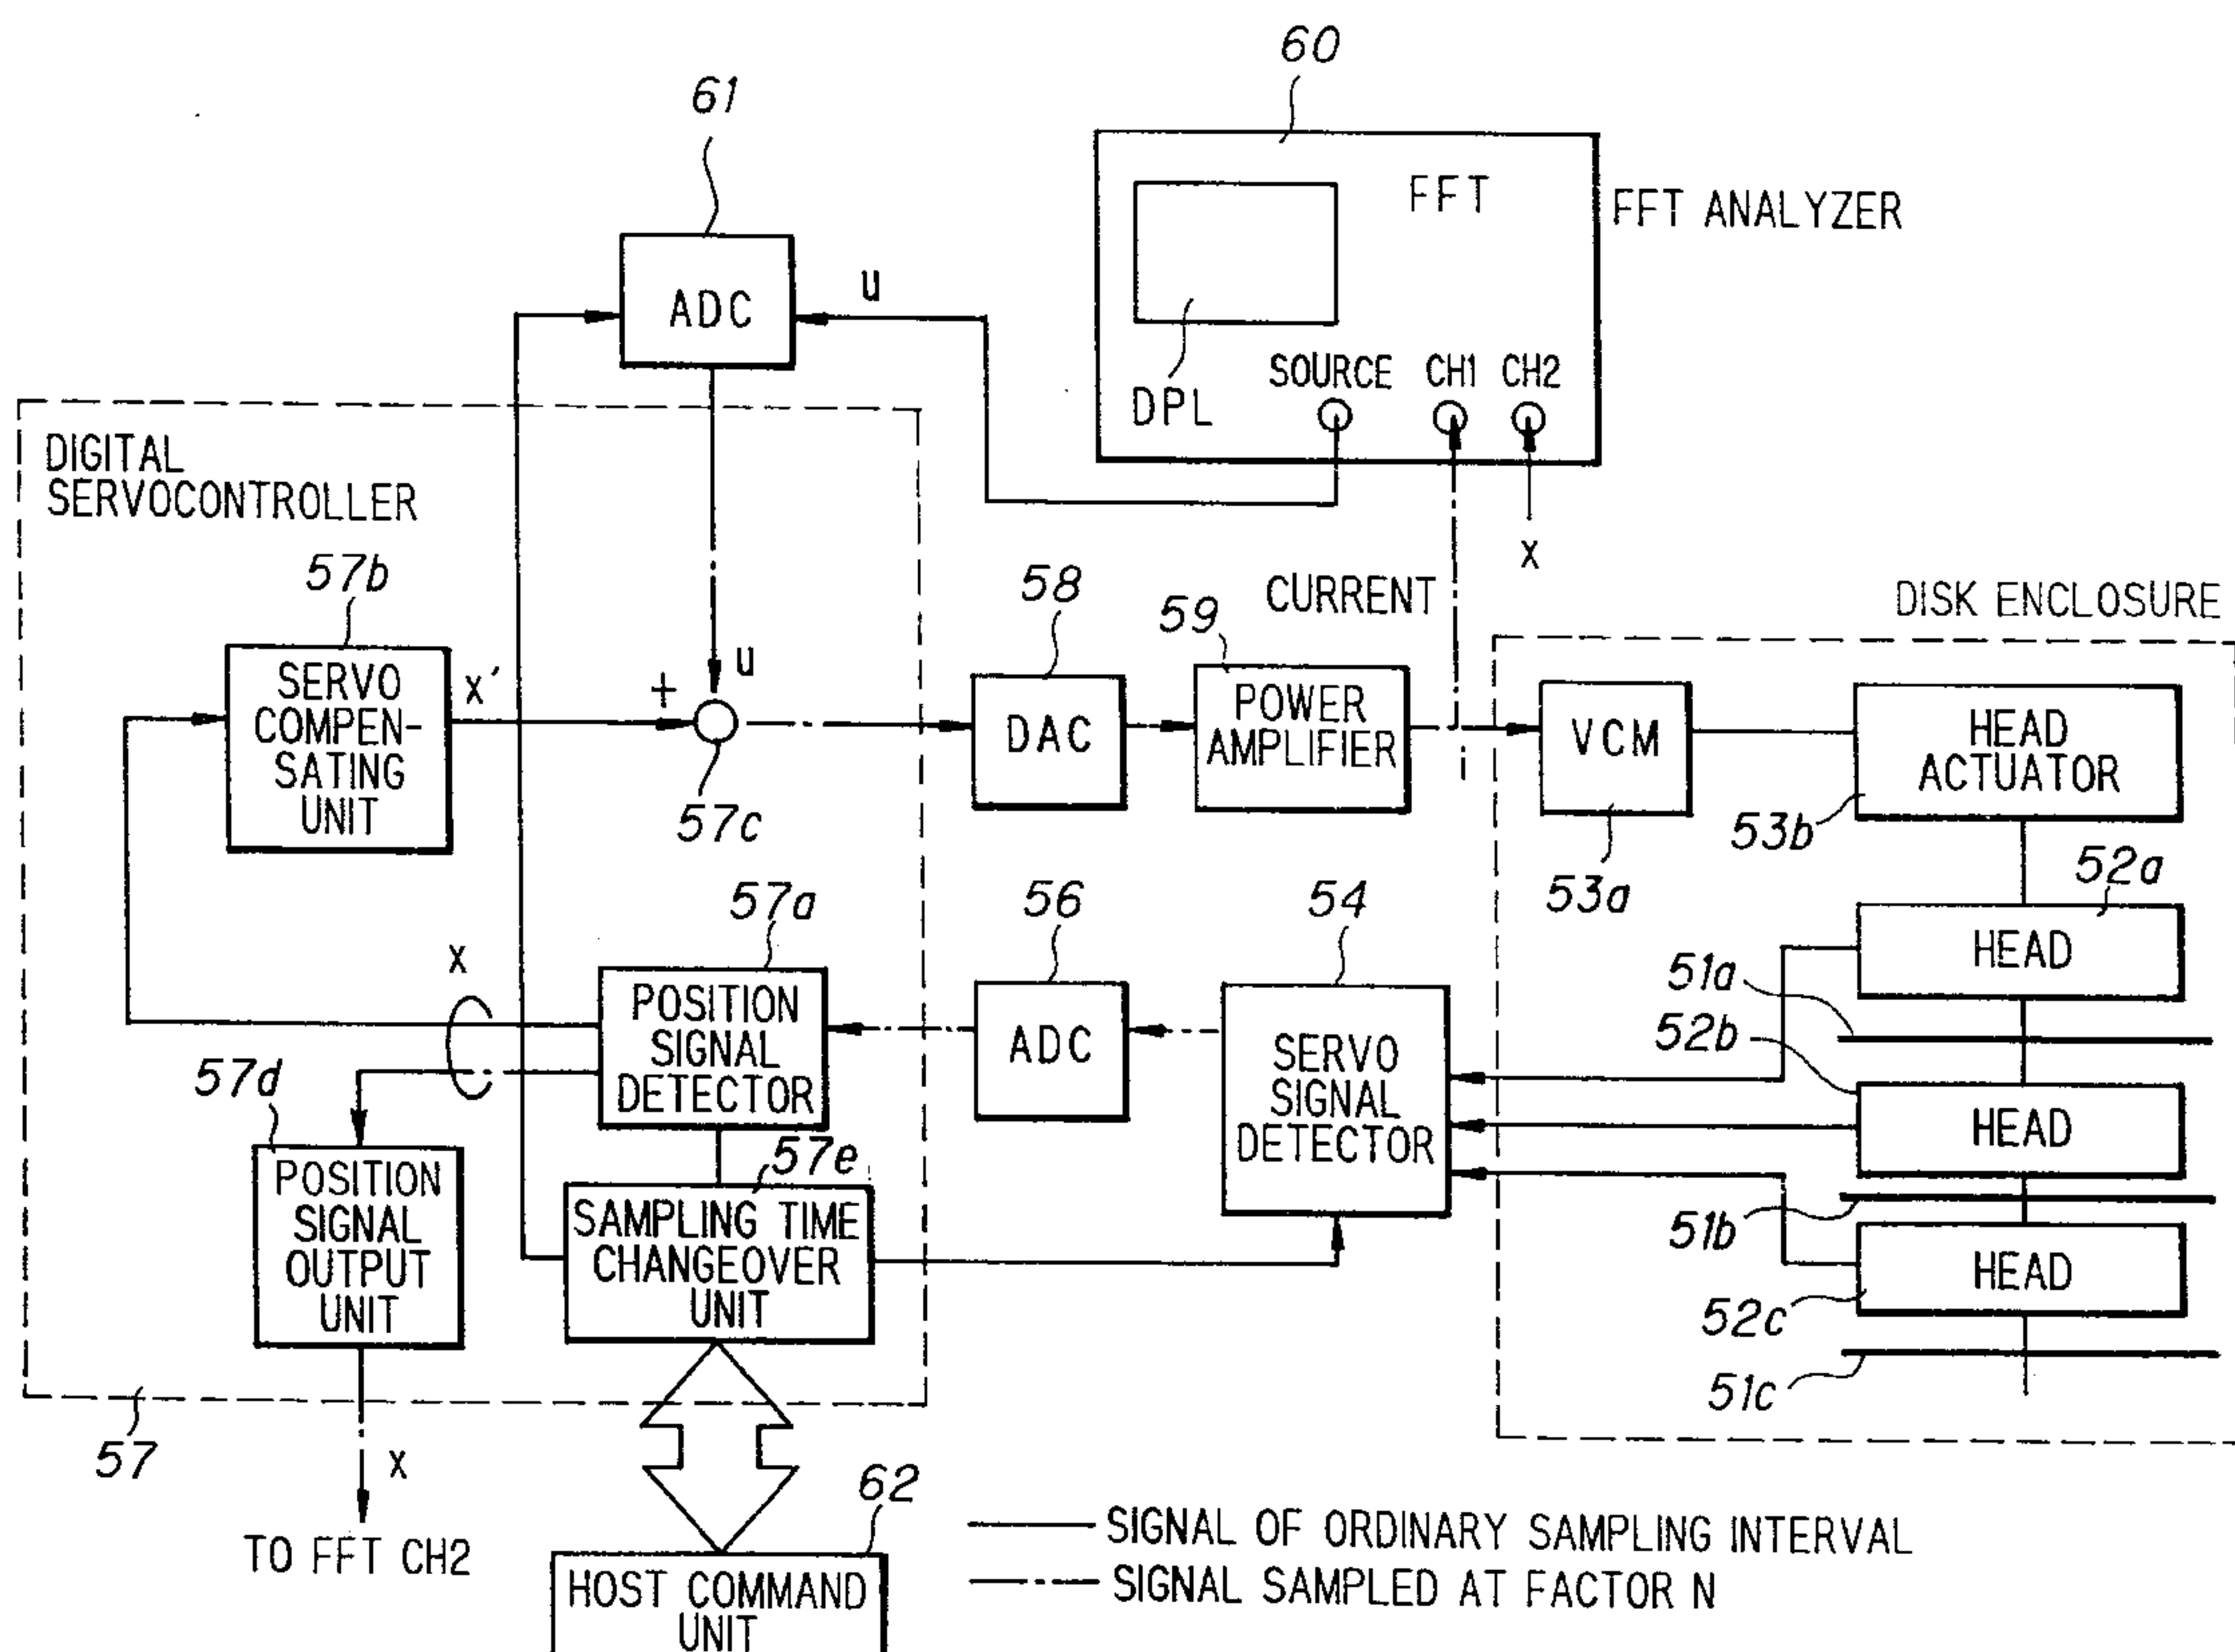 60
61
FFT
FFT ANALYZER
ADC
u
SOURCE
CH1
CH2
DPL
DIGITAL
SERVOCONTROLLER
x
57b
58
59
CURRENT
DISK ENCLOSURE
SERVO
COMPEN-
SATING
UNIT
x'
+
u
57c
DAC
POWER
AMPLIFIER
i
VCM
53a
HEAD
ACTUATOR
53b
52a
57a
56
54
HEAD
x
POSITION
SIGNAL
DETECTOR
ADC
SERVO
SIGNAL
DETECTOR
51a
52b
57d
HEAD
57e
POSITION
SIGNAL
OUTPUT
UNIT
SAMPLING TIME
CHANGEOVER
UNIT
51b
HEAD
52c
51c
57
x
TO FFT CH2
62
HOST COMMAND
UNIT
SIGNAL OF ORDINARY SAMPLING INTERVAL
SIGNAL SAMPLED AT FACTOR N